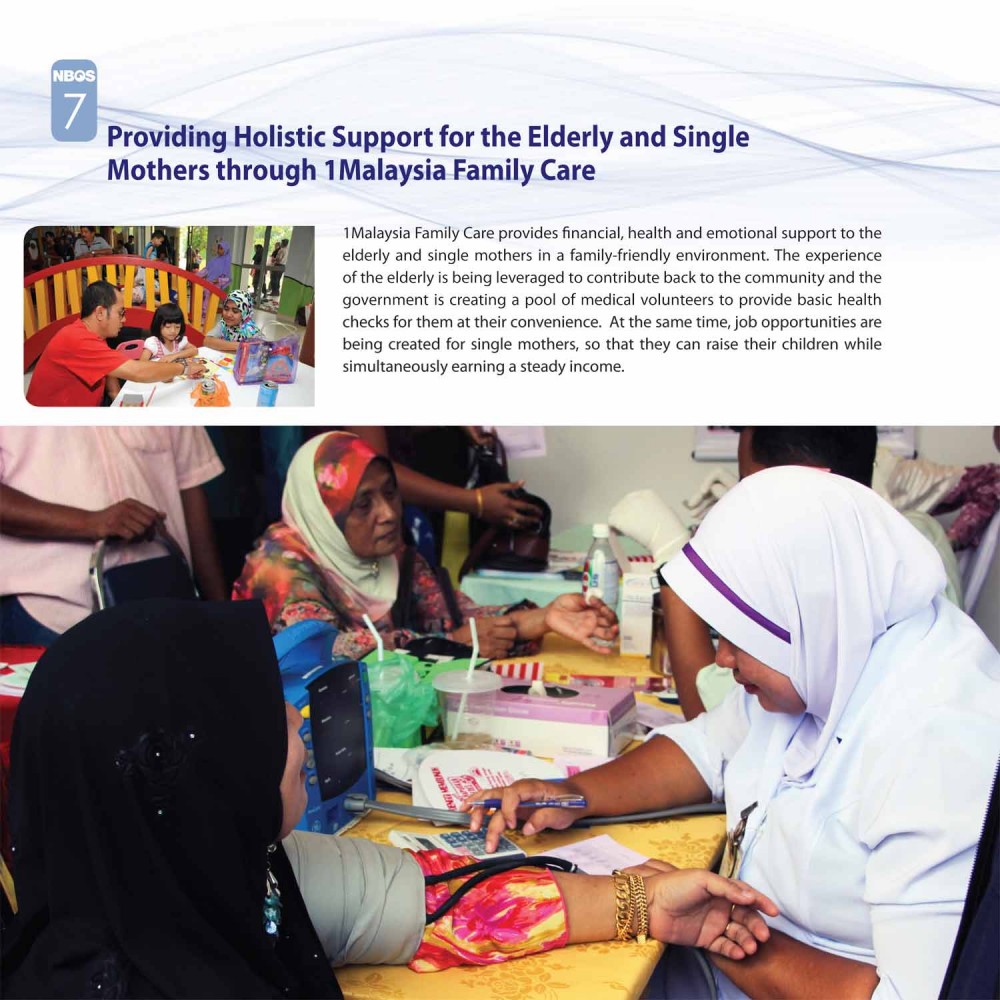 NBOS
7
Providing Holistic Support for the Elderly and Single
Mothers through 1Malaysia Family Care
1Malaysia Family Care provides financial, health and emotional support to the
elderly and single mothers in a family-friendly environment. The experience
of the elderly is being leveraged to contribute back to the community and the
government is creating a pool of medical volunteers to provide basic health
checks for them at their convenience.  At the same time, job opportunities are
being created for single mothers, so that they can raise their children while
simultaneously earning a steady income.